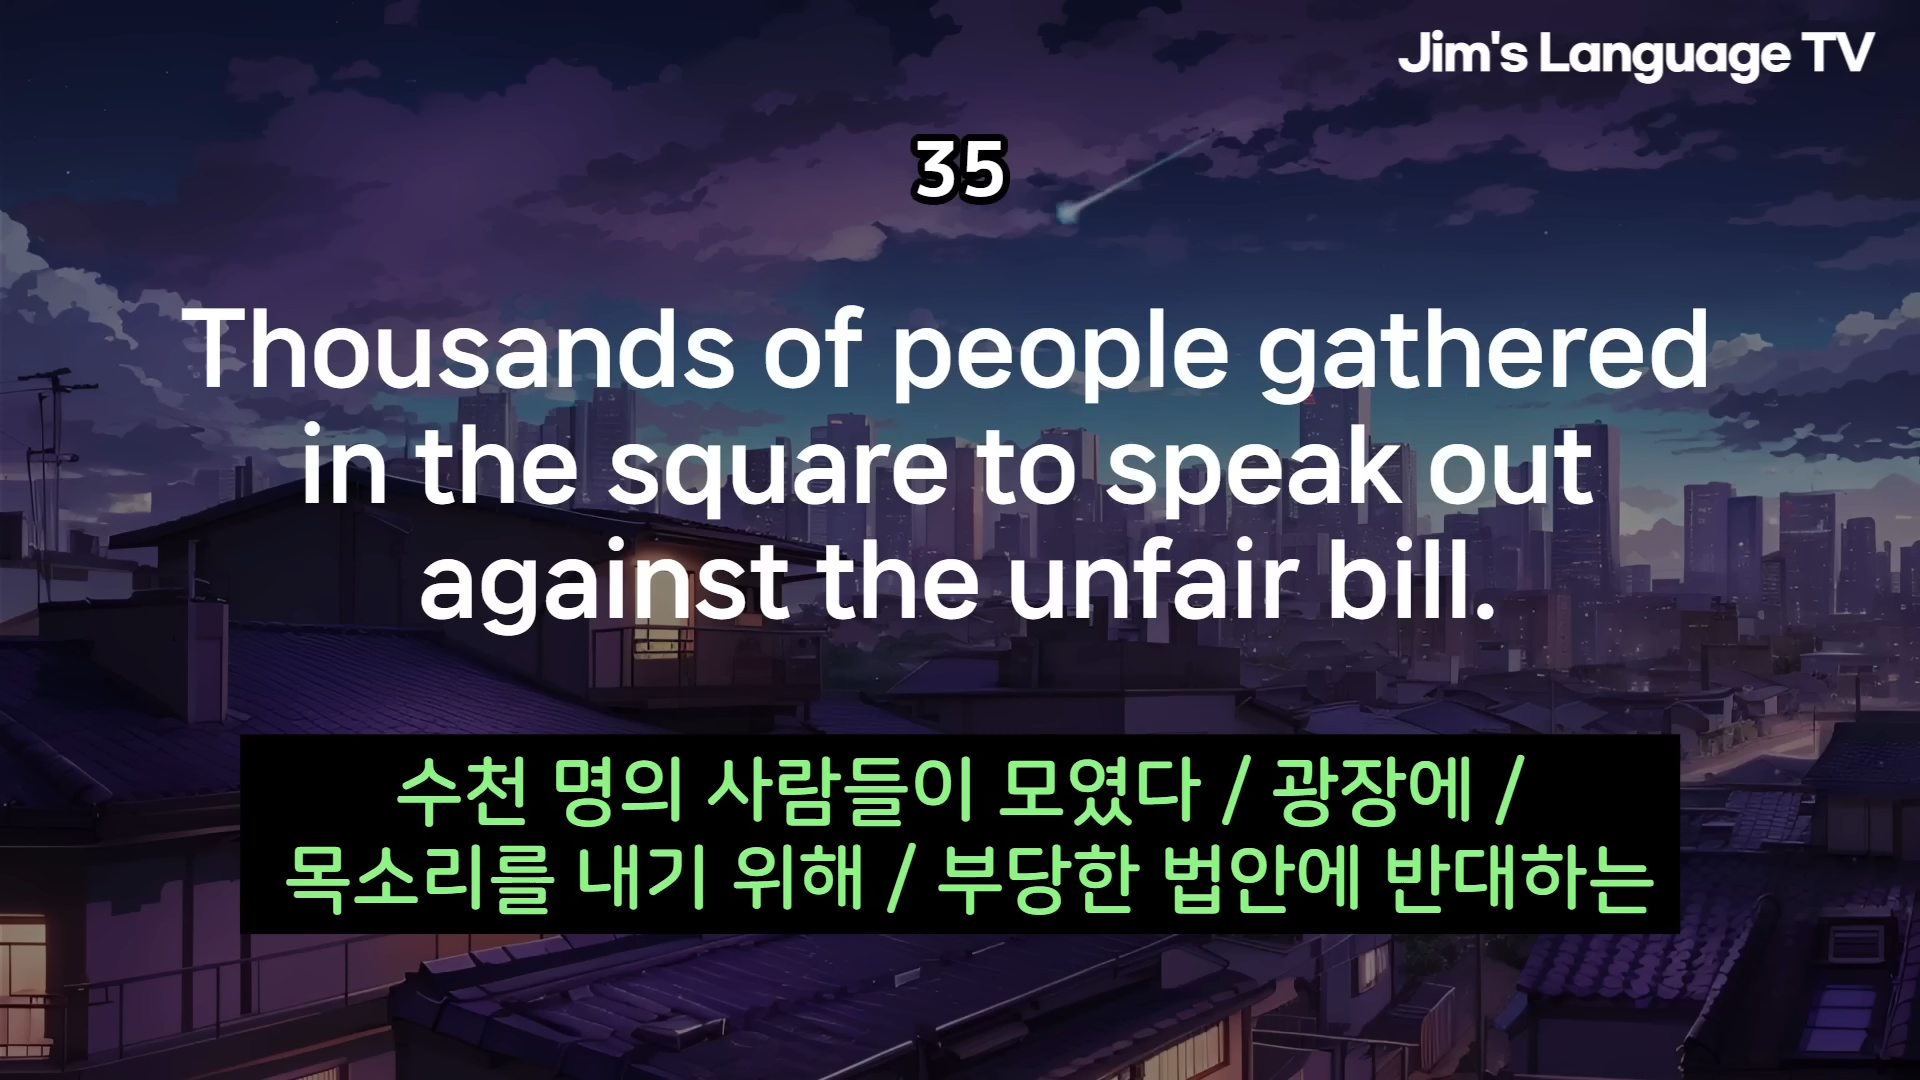 Jim's Language TV
35
Thousands of people gathered
in the square to speak out
against the unfair bill.
수천 명의 사람들이 모였다 / 광장에 /
목소리를 내기 위해 / 부당한 법안에 반대하는